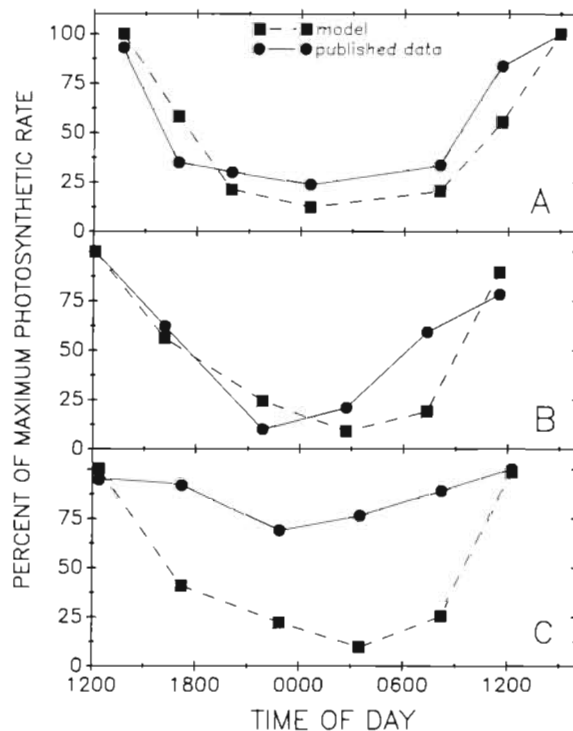 100
75
50
25
0
model
published data
A
75
50
25
0
B
75
50
25
0
C
1200 1800 0000 0600 1200
TIME OF DAY
PERCENT OF MAXIMUM PHOTOSYNTHETIC RATE